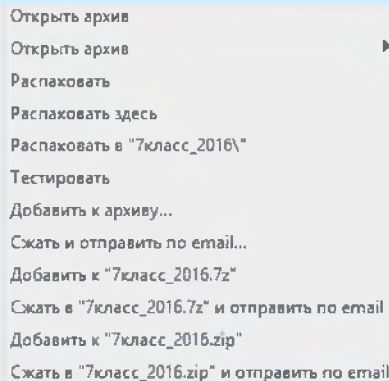 Открыть архив
Открыть архив
Распаковать
Распаковать здесь
Распаковать в "7класс_2016\"
Тестировать
Добавить к архиву...
Сжать и отправить по email...
Добавить к "7класс_2016.7z"
Сжать в "7класс_2016.7z" и отправить по email
Добавить к "7класс_2016.zip"
Сжать в "7класс_2016.zip" и отправить по email